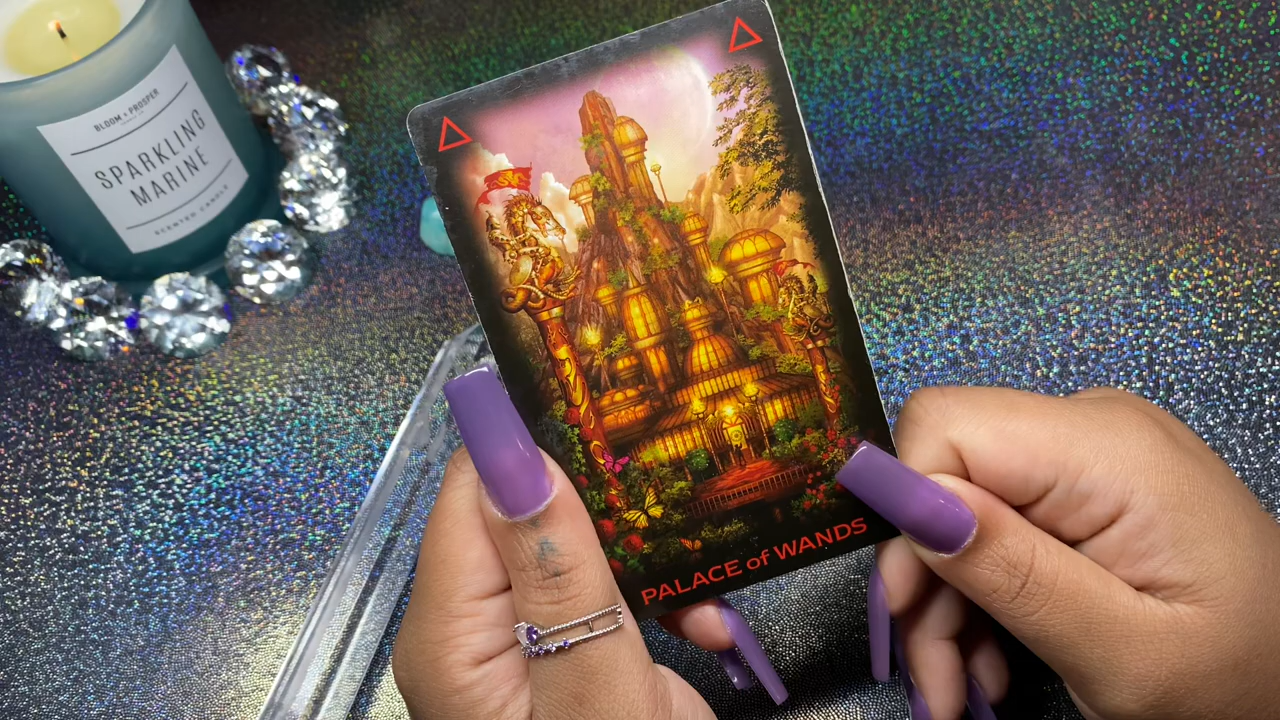 BLOOM + PROSPER
SPARKLING
MARINE
SCENTED CANDLE
PALACE of WANDS